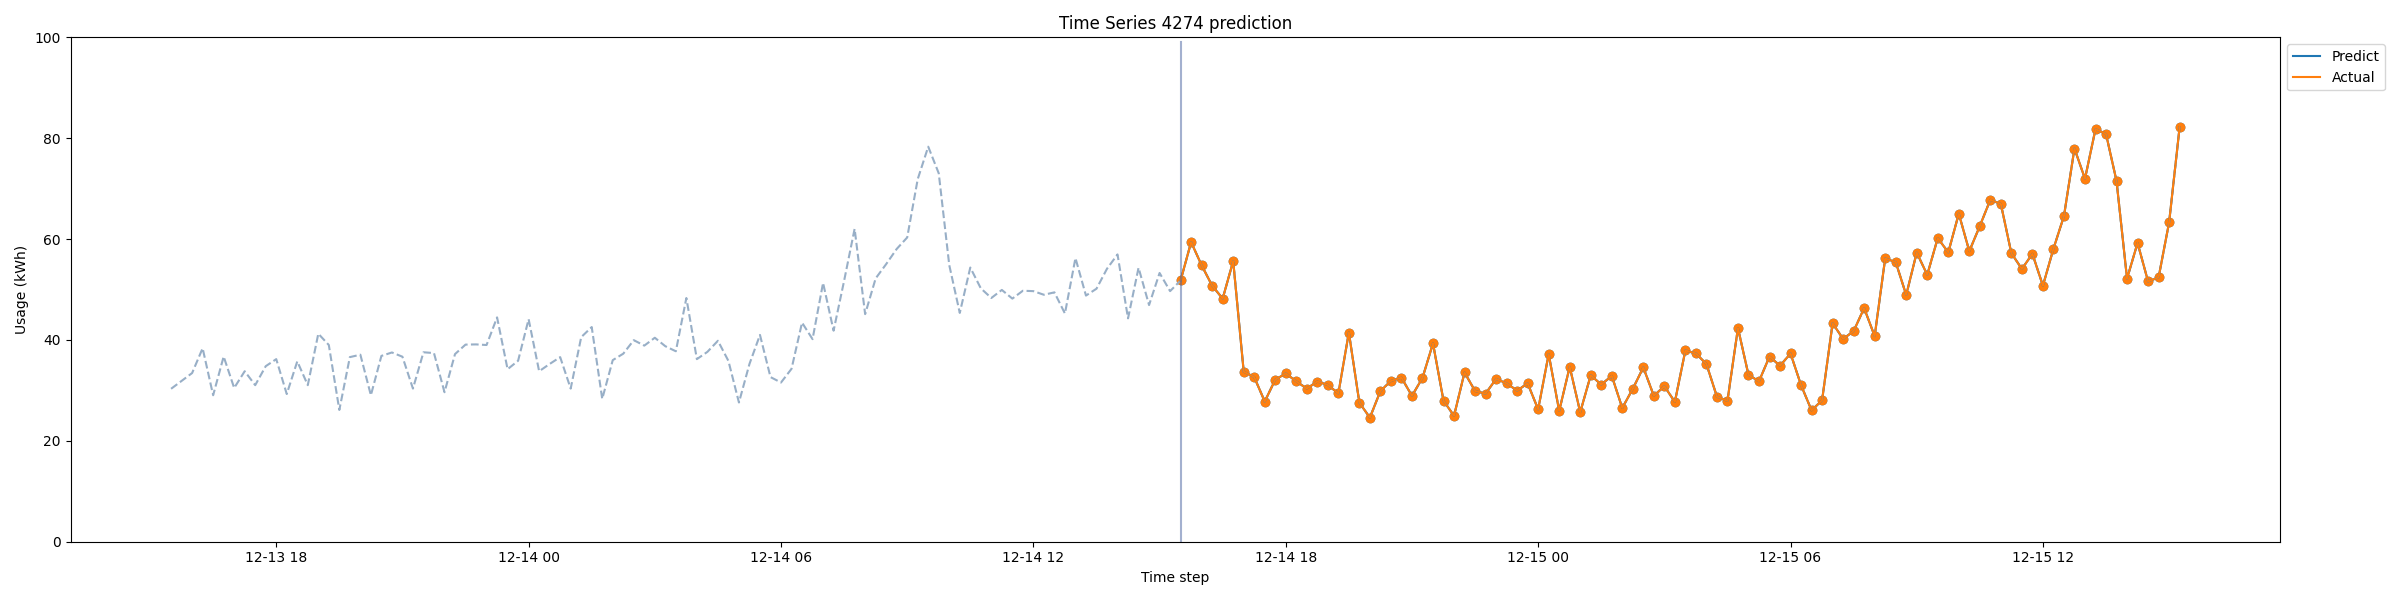 Time Series 4274 prediction
100
80
60
40
20
0
Usage (kWh)
12-13 18
12-14 00
12-14 06
12-14 12
12-14 18
12-15 00
12-15 06
12-15 12
Time step
Predict
Actual